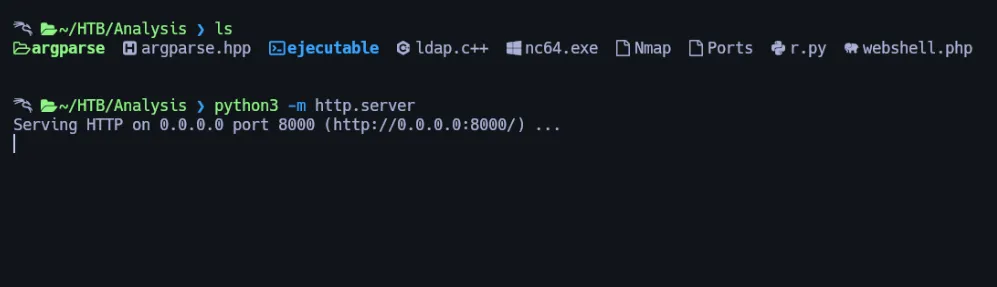 ~/HTB/Analysis ❯ ls
argparse argparse.hpp ejecutable ldap.c++ nc64.exe Nmap Ports r.py webshell.php
~/HTB/Analysis ❯ python3 -m http.server
Serving HTTP on 0.0.0.0 port 8000 (http://0.0.0.0:8000/) ...